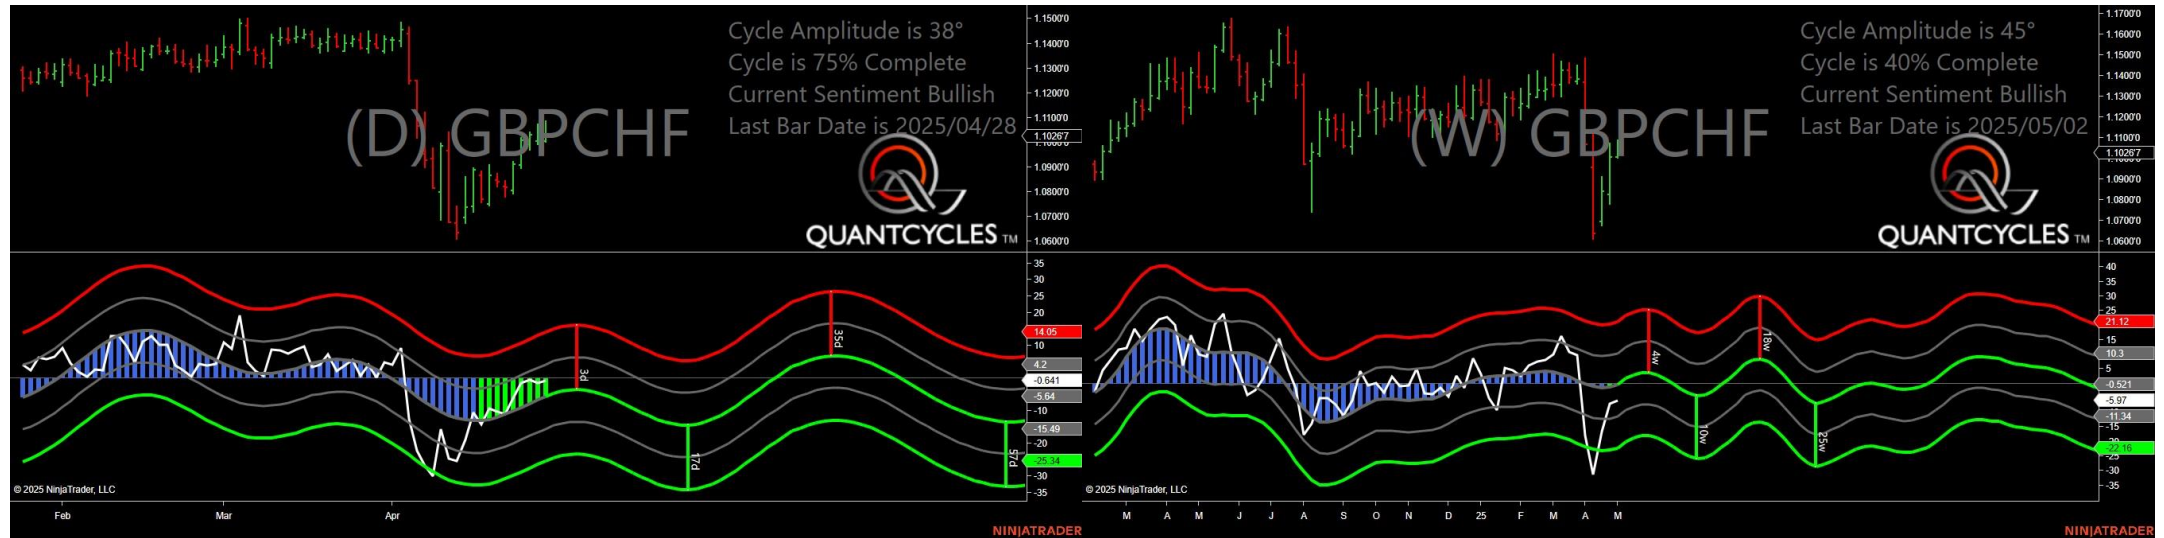 Cycle Amplitude is 38°
Cycle is 75% Complete
Current Sentiment Bullish
Last Bar Date is 2025/04/28
(D) GBPCHF
QUANTCYCLES TM
1.1500'0
1.1400'0
1.1300'0
1.1200'0
1.1100'0
1.1026'7
1.0900'0
1.0800'0
1.0700'0
1.0600'0
35
30
25
20
14.05
10
4.2
-0.641
-5.64
-10
-15.49
-20
-25.34
-30
-35
3d
17d
35d
57d
© 2025 NinjaTrader, LLC
Feb
Mar
Apr
NINJATRADER
Cycle Amplitude is 45°
Cycle is 40% Complete
Current Sentiment Bullish
Last Bar Date is 2025/05/02
(W) GBPCHF
QUANTCYCLES TM
1.1700'0
1.1600'0
1.1500'0
1.1400'0
1.1300'0
1.1200'0
1.1100'0
1.1026'7
1.0900'0
1.0800'0
1.0700'0
1.0600'0
40
35
30
25
21.12
15
10.3
5
-0.521
-5.97
-11.34
-15
-22.16
-25
-30
-35
4w
10w
18w
25w
© 2025 NinjaTrader, LLC
M
A
M
J
J
A
S
O
N
D
25
F
M
A
M
NINJATRADER